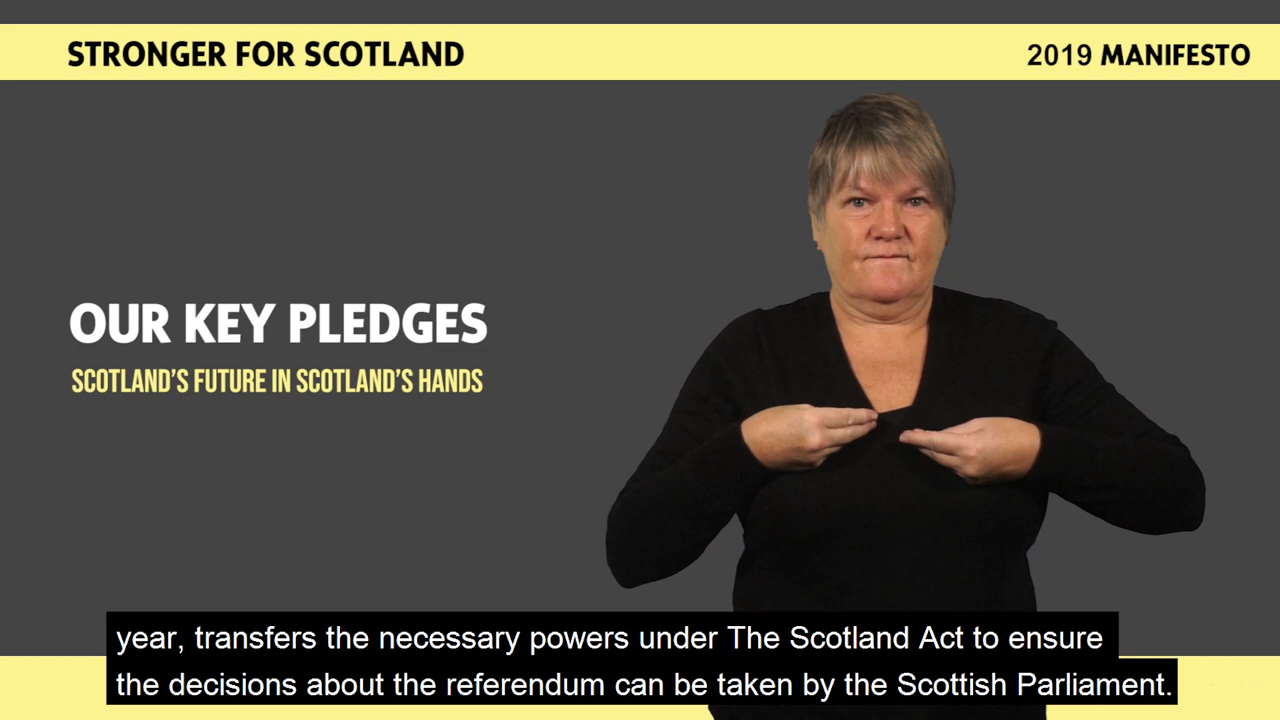 STRONGER FOR SCOTLAND
2019 MANIFESTO
OUR KEY PLEDGES
SCOTLAND'S FUTURE IN SCOTLAND'S HANDS
year, transfers the necessary powers under The Scotland Act to ensure
the decisions about the referendum can be taken by the Scottish Parliament.